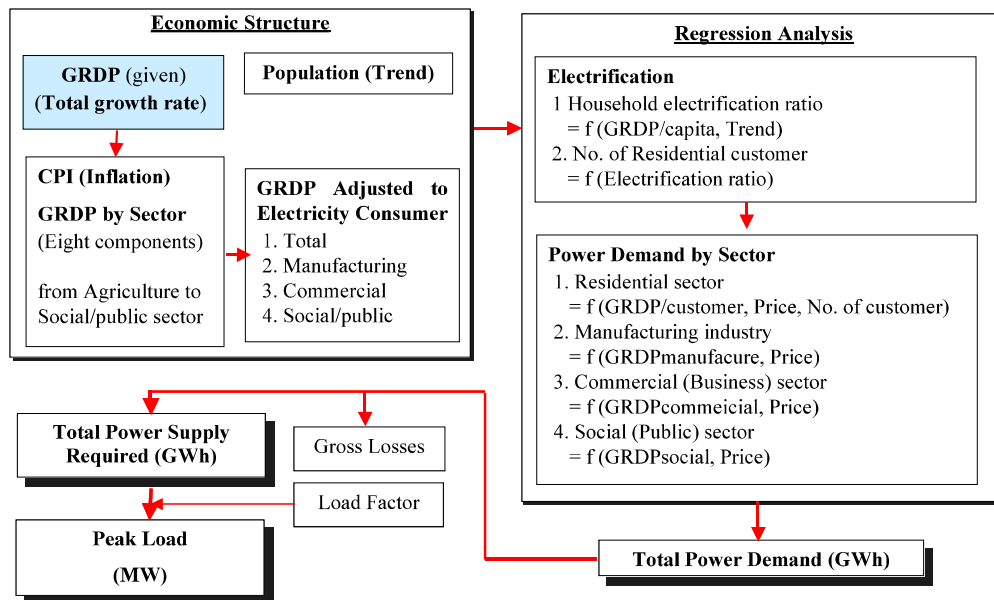 Economic Structure
GRDP (given)
(Total growth rate)
Population (Trend)
CPI (Inflation)
GRDP by Sector
(Eight components)
from Agriculture to
Social/public sector
GRDP Adjusted to
Electricity Consumer
1. Total
2. Manufacturing
3. Commercial
4. Social/public
Regression Analysis
Electrification
1 Household electrification ratio
= f (GRDP/capita, Trend)
2. No. of Residential customer
= f (Electrification ratio)
Power Demand by Sector
1. Residential sector
= f (GRDP/customer, Price, No. of customer)
2. Manufacturing industry
= f (GRDPmanufacure, Price)
3. Commercial (Business) sector
= f (GRDPcommeicial, Price)
4. Social (Public) sector
= f (GRDPsocial, Price)
Total Power Supply
Required (GWh)
Gross Losses
Load Factor
Peak Load
(MW)
Total Power Demand (GWh)